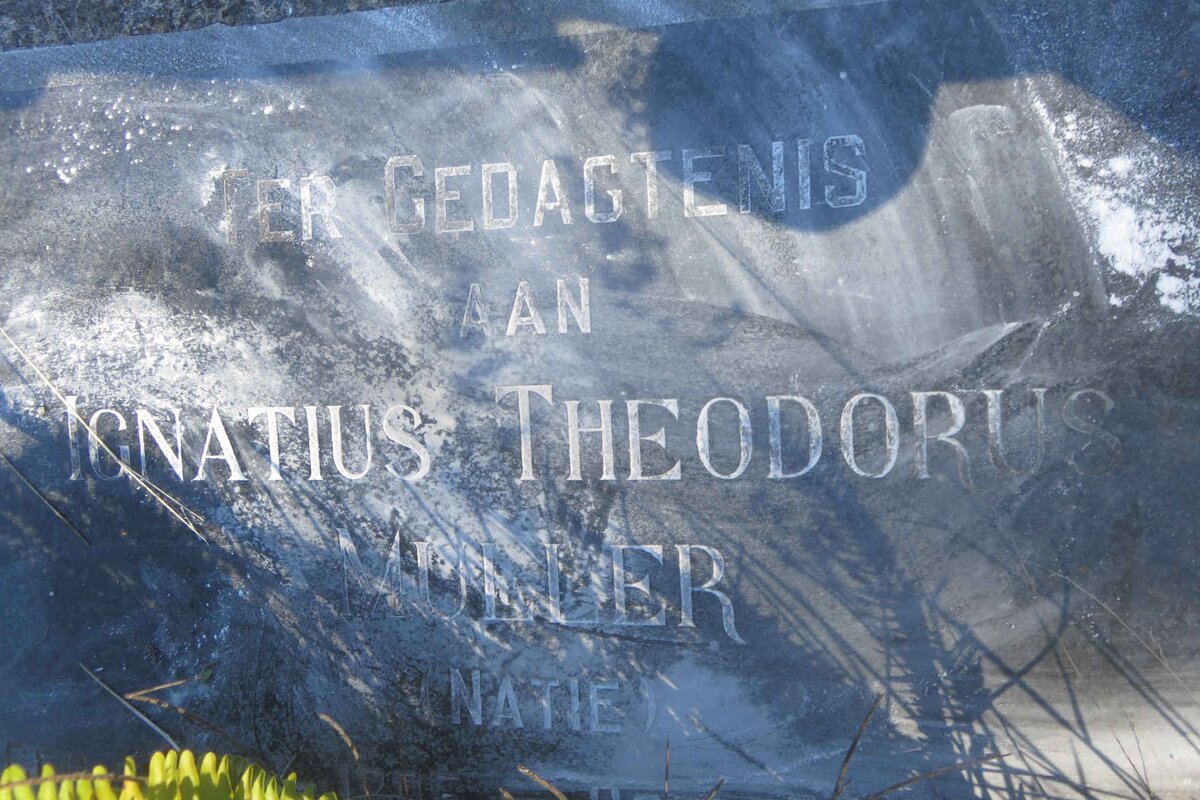 TER GEDAGTENIS
AAN
IGNATIUS THEODORUS
MULLER
(NATIE)